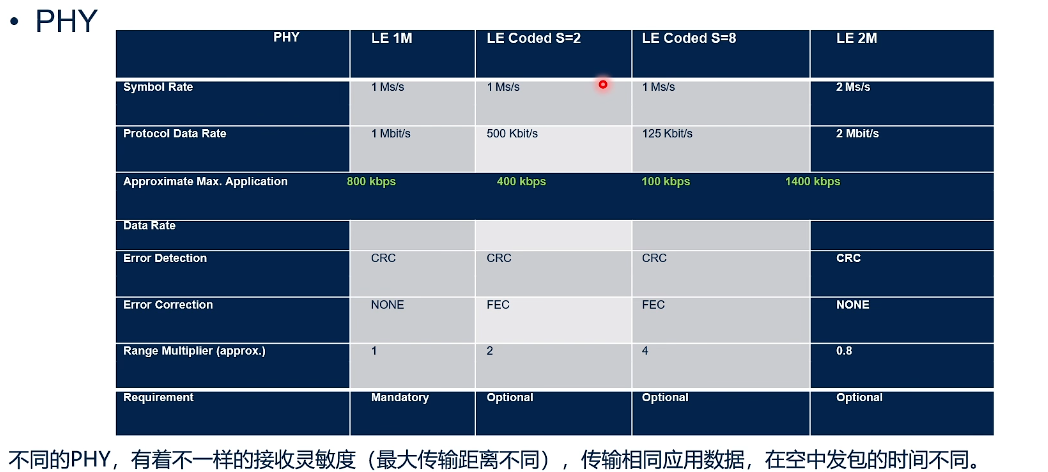 • PHY
PHY LE 1M LE Coded S=2 LE Coded S=8 LE 2M
Symbol Rate 1 Ms/s 1 Ms/s 1 Ms/s 2 Ms/s
Protocol Data Rate 1 Mbit/s 500 Kbit/s 125 Kbit/s 2 Mbit/s
Approximate Max. Application 800 kbps 400 kbps 100 kbps 1400 kbps
Data Rate
Error Detection CRC CRC CRC CRC
Error Correction NONE FEC FEC NONE
Range Multiplier (approx.) 1 2 4 0.8
Requirement Mandatory Optional Optional Optional
不同的PHY，有着不一样的接收灵敏度（最大传输距离不同），传输相同应用数据，在空中发包的时间不同。